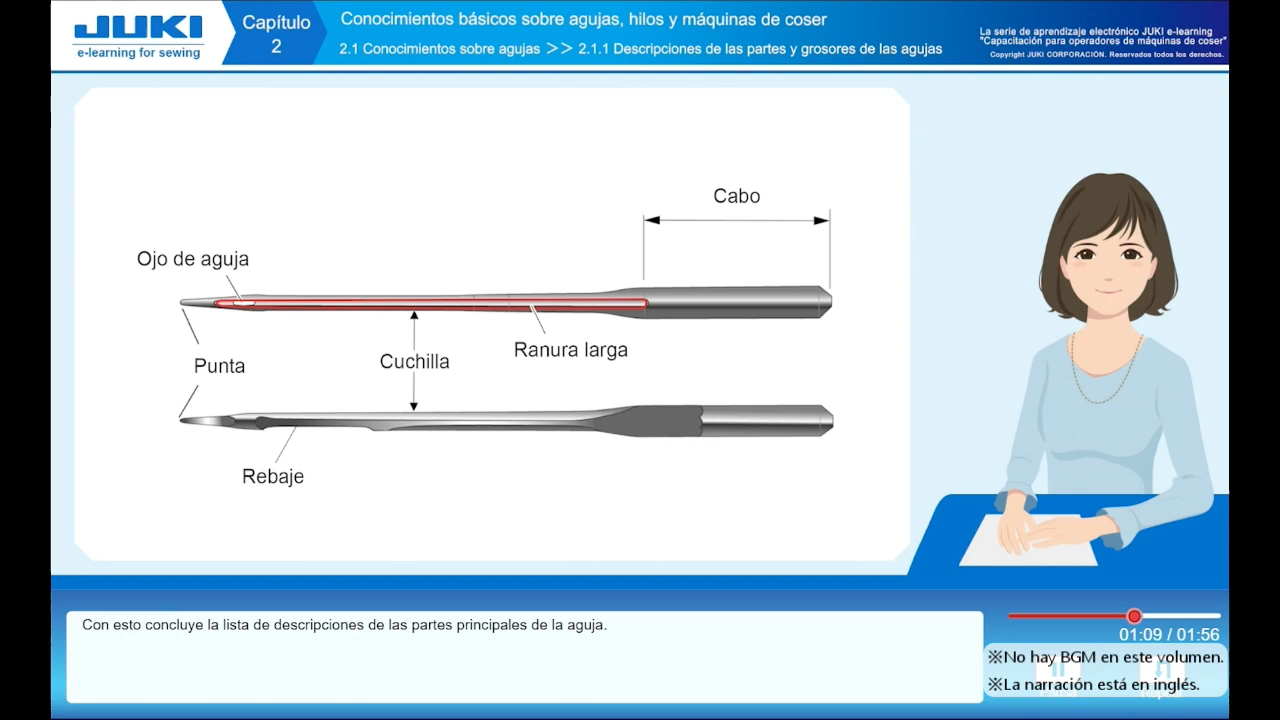 JUKI
e-learning for sewing
Capítulo
2
Conocimientos básicos sobre agujas, hilos y máquinas de coser
2.1 Conocimientos sobre agujas >> 2.1.1 Descripciones de las partes y grosores de las agujas
La serie de aprendizaje electrónico JUKI e-learning
"Capacitación para operadores de máquinas de coser"
Copyright JUKI CORPORACIÓN. Reservados todos los derechos.
Cabo
Ojo de aguja
Punta
Cuchilla
Ranura larga
Rebaje
Con esto concluye la lista de descripciones de las partes principales de la aguja.
01:09 / 01:56
※No hay BGM en este volumen.
※La narración está en inglés.